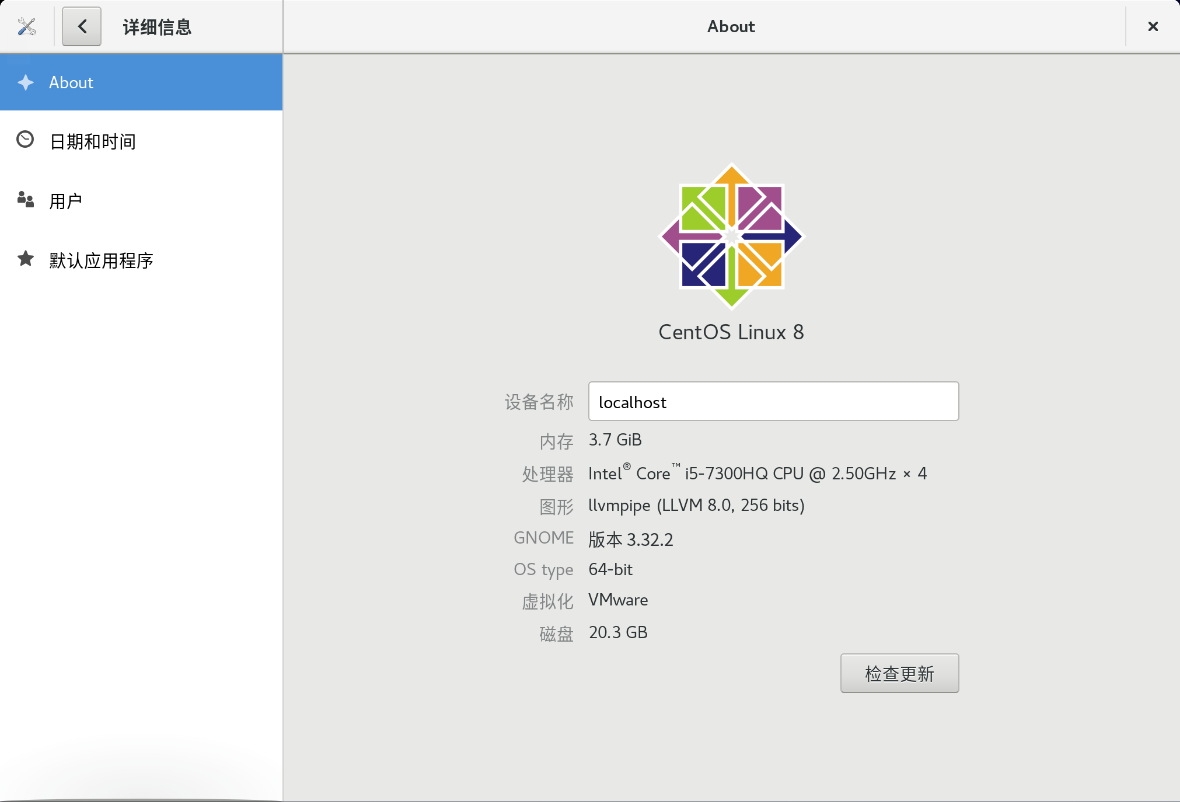 详细信息
About
About
日期和时间
用户
默认应用程序
CentOS Linux 8
设备名称 localhost
内存 3.7 GiB
处理器 Intel® Core™ i5-7300HQ CPU @ 2.50GHz × 4
图形 llvmpipe (LLVM 8.0, 256 bits)
GNOME 版本 3.32.2
OS type 64-bit
虚拟化 VMware
磁盘 20.3 GB
检查更新